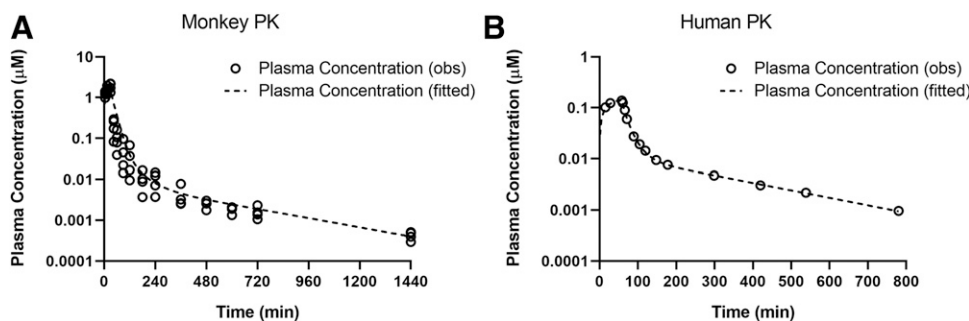 A
Monkey PK
Plasma Concentration (μM)
10
1
0.1
0.01
0.001
0.0001
Plasma Concentration (obs)
Plasma Concentration (fitted)
0 240 480 720 960 1200 1440
Time (min)
B
Human PK
Plasma Concentration (μM)
1
0.1
0.01
0.001
0.0001
Plasma Concentration (obs)
Plasma Concentration (fitted)
0 100 200 300 400 500 600 700 800
Time (min)